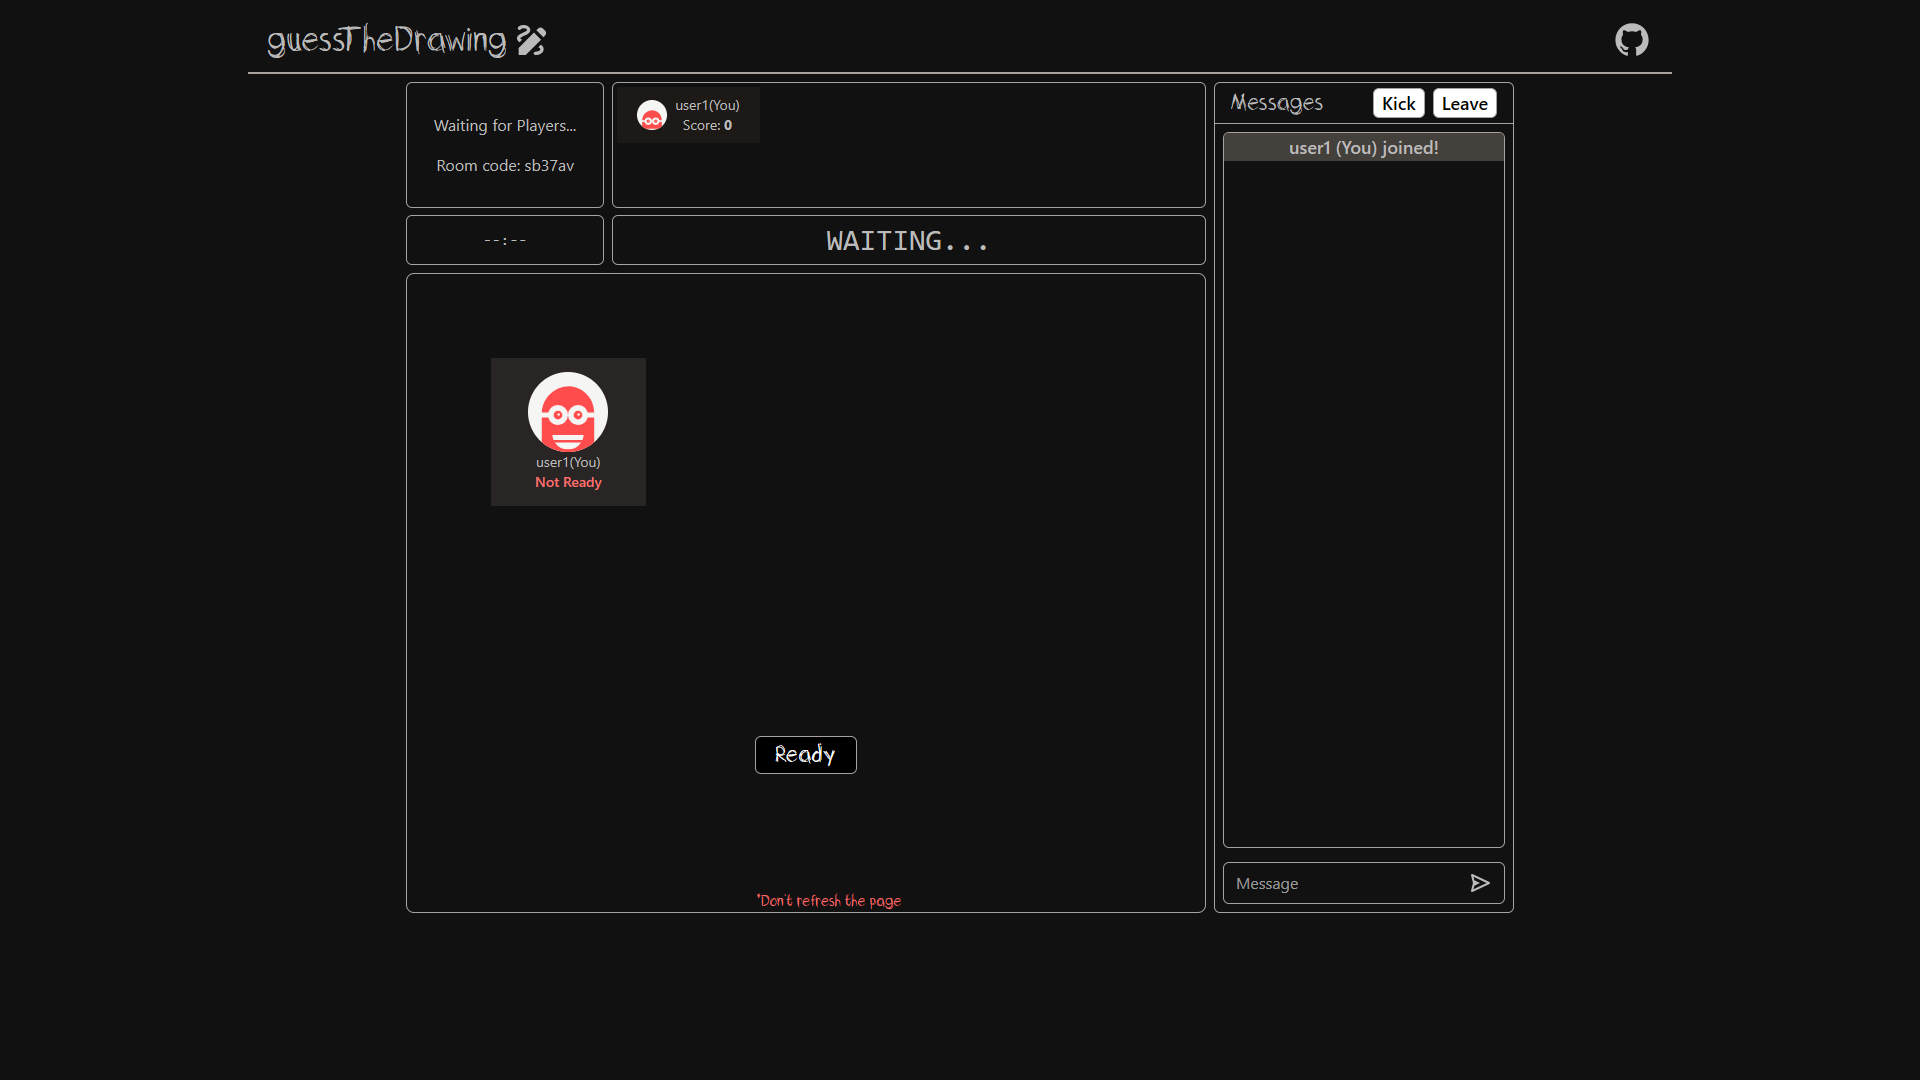 guessTheDrawing
Waiting for Players...
Room code: sb37av
user1(You)
Score: 0
--:--
WAITING...
user1(You)
Not Ready
Ready
*Don't refresh the page
Messages
Kick
Leave
user1 (You) joined!
Message